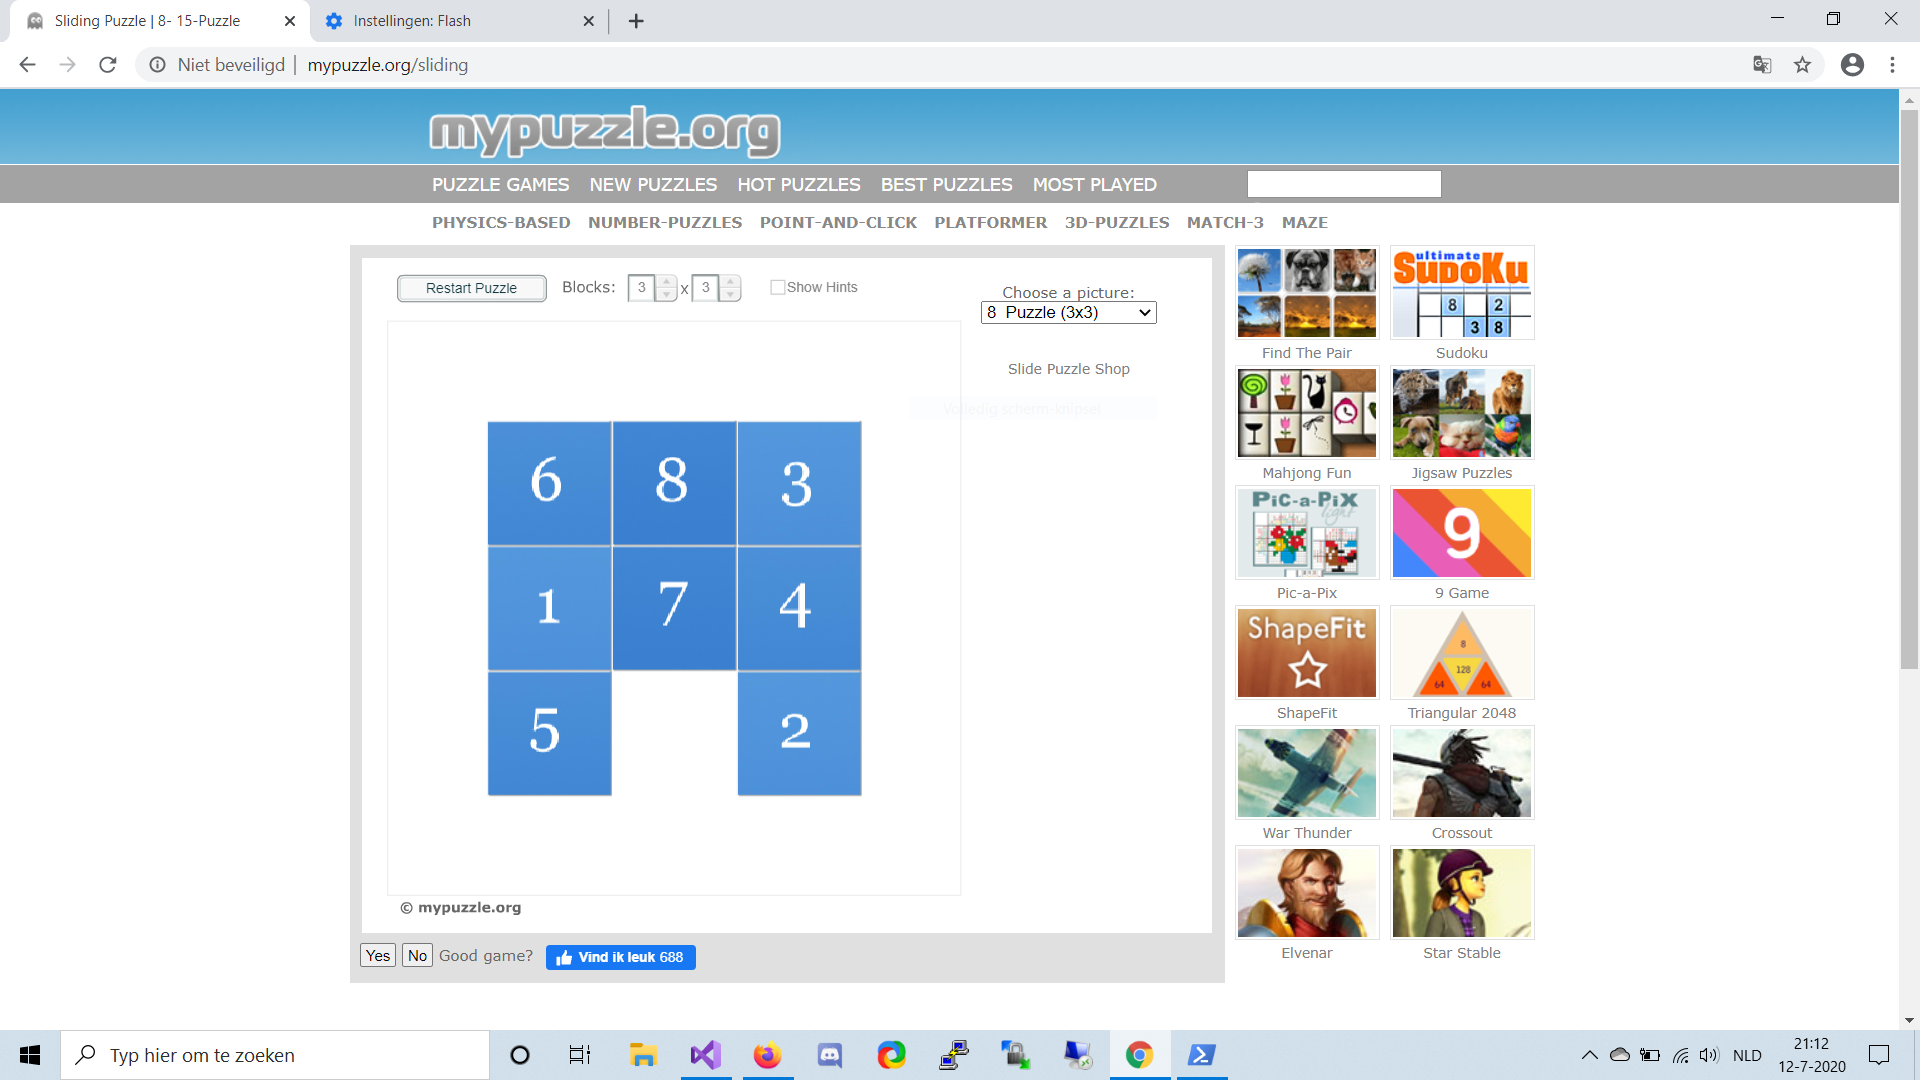 Sliding Puzzle | 8- 15-Puzzle
Instellingen: Flash
Niet beveiligd | mypuzzle.org/sliding
mypuzzle.org
PUZZLE GAMES NEW PUZZLES HOT PUZZLES BEST PUZZLES MOST PLAYED
PHYSICS-BASED NUMBER-PUZZLES POINT-AND-CLICK PLATFORMER 3D-PUZZLES MATCH-3 MAZE
Restart Puzzle Blocks: 3 x 3 Show Hints
Choose a picture:
8 Puzzle (3x3)
Slide Puzzle Shop
Volledig scherm-knipsel
6 8 3
1 7 4
5 2
© mypuzzle.org
Yes No Good game? Vind ik leuk 688
ultimate
SuDoKu
8 2
3 8
Find The Pair Sudoku
Mahjong Fun Jigsaw Puzzles
PiC-a-PiX
light
9
Pic-a-Pix 9 Game
ShapeFit
8
128
64 64
ShapeFit Triangular 2048
War Thunder Crossout
Elvenar Star Stable
Typ hier om te zoeken
NLD
21:12
12-7-2020